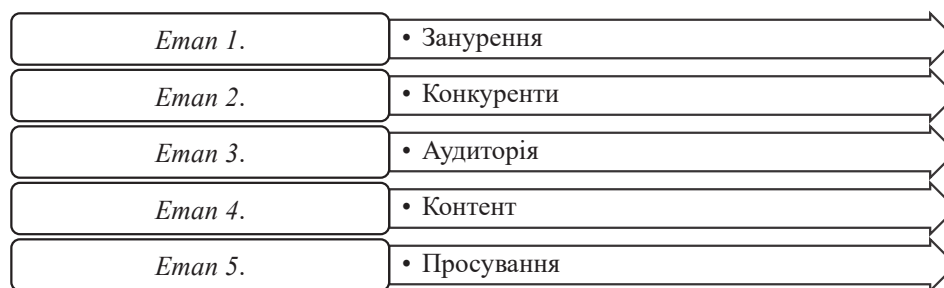 Етап 1.
• Занурення
Етап 2.
• Конкуренти
Етап 3.
• Аудиторія
Етап 4.
• Контент
Етап 5.
• Просування